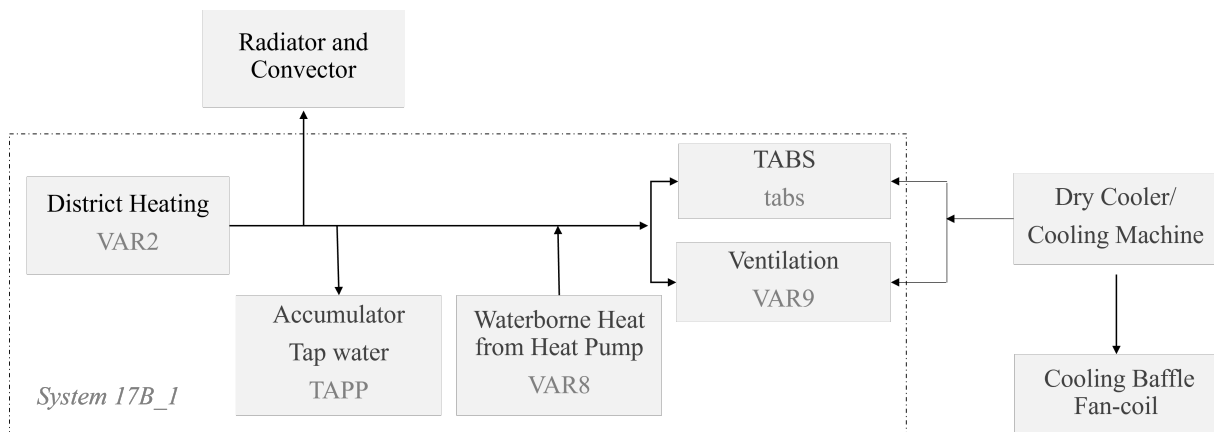 Radiator and
Convector
District Heating
VAR2
TABS
tabs
Dry Cooler/
Cooling Machine
Ventilation
VAR9
Accumulator
Tap water
TAPP
Waterborne Heat
from Heat Pump
VAR8
Cooling Baffle
Fan-coil
System 17B_1